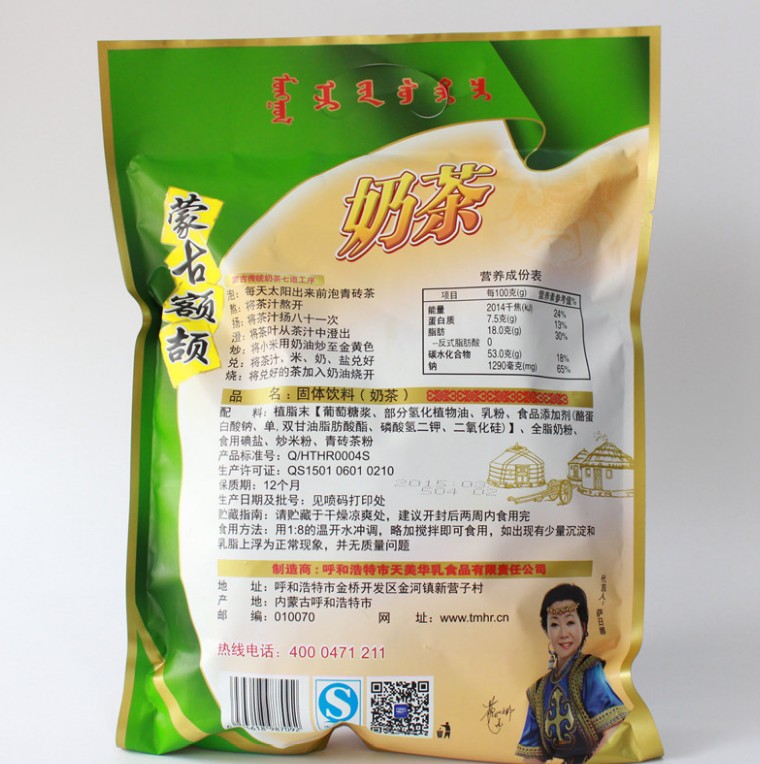 奶茶
蒙古额颉
蒙古传统奶茶七道工序
泡：每天太阳出来前泡青砖茶
熬：将茶汁熬开
扬：将茶汁扬八十一次
澄：将茶叶从茶汁中澄出
炒：将小米用奶油炒至金黄色
兑：将茶汁、米、奶、盐兑好
烧：将兑好的茶加入奶油烧开
营养成份表
项目 每100克(g) 营养素参考值%
能量 2014千焦(kJ) 24%
蛋白质 7.5克(g) 13%
脂肪 18.0克(g) 30%
--反式脂肪酸 0
碳水化合物 53.0克(g) 18%
钠 1290毫克(mg) 65%
品 名：固体饮料（奶茶）
配 料：植脂末【葡萄糖浆、部分氢化植物油、乳粉、食品添加剂(酪蛋
白酸钠、单,双甘油脂肪酸酯、磷酸氢二钾、二氧化硅)】、全脂奶粉、
食用碘盐、炒米粉、青砖茶粉
产品标准号：Q/HTHR0004S
生产许可证：QS1501 0601 0210
保质期：12个月
生产日期及批号：见喷码打印处
贮藏指南：请贮藏于干燥凉爽处，建议开封后两周内食用完
食用方法：用1:8的温开水冲调，略加搅拌即可食用，如出现有少量沉淀和
乳脂上浮为正常现象，并无质量问题
制造商：呼和浩特市天美华乳食品有限责任公司
地 址：呼和浩特市金桥开发区金河镇新营子村
产 地：内蒙古呼和浩特市
邮 编：010070 网 址：www.tmhr.cn
热线电话：400 0471 211
代言人：萨日娜